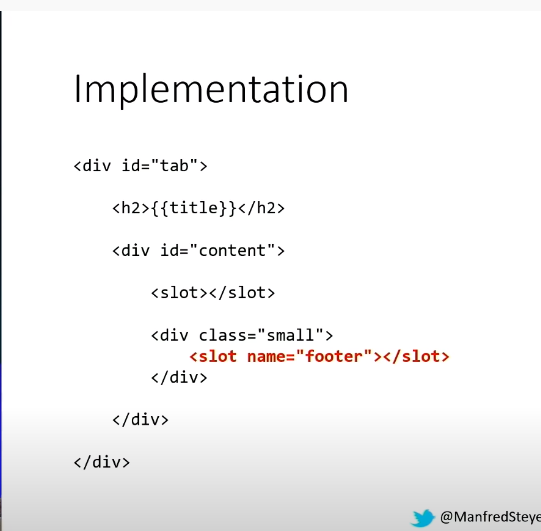 Implementation
<div id="tab">
<h2>{{title}}</h2>
<div id="content">
<slot></slot>
<div class="small">
<slot name="footer"></slot>
</div>
</div>
</div>
@ManfredSteye